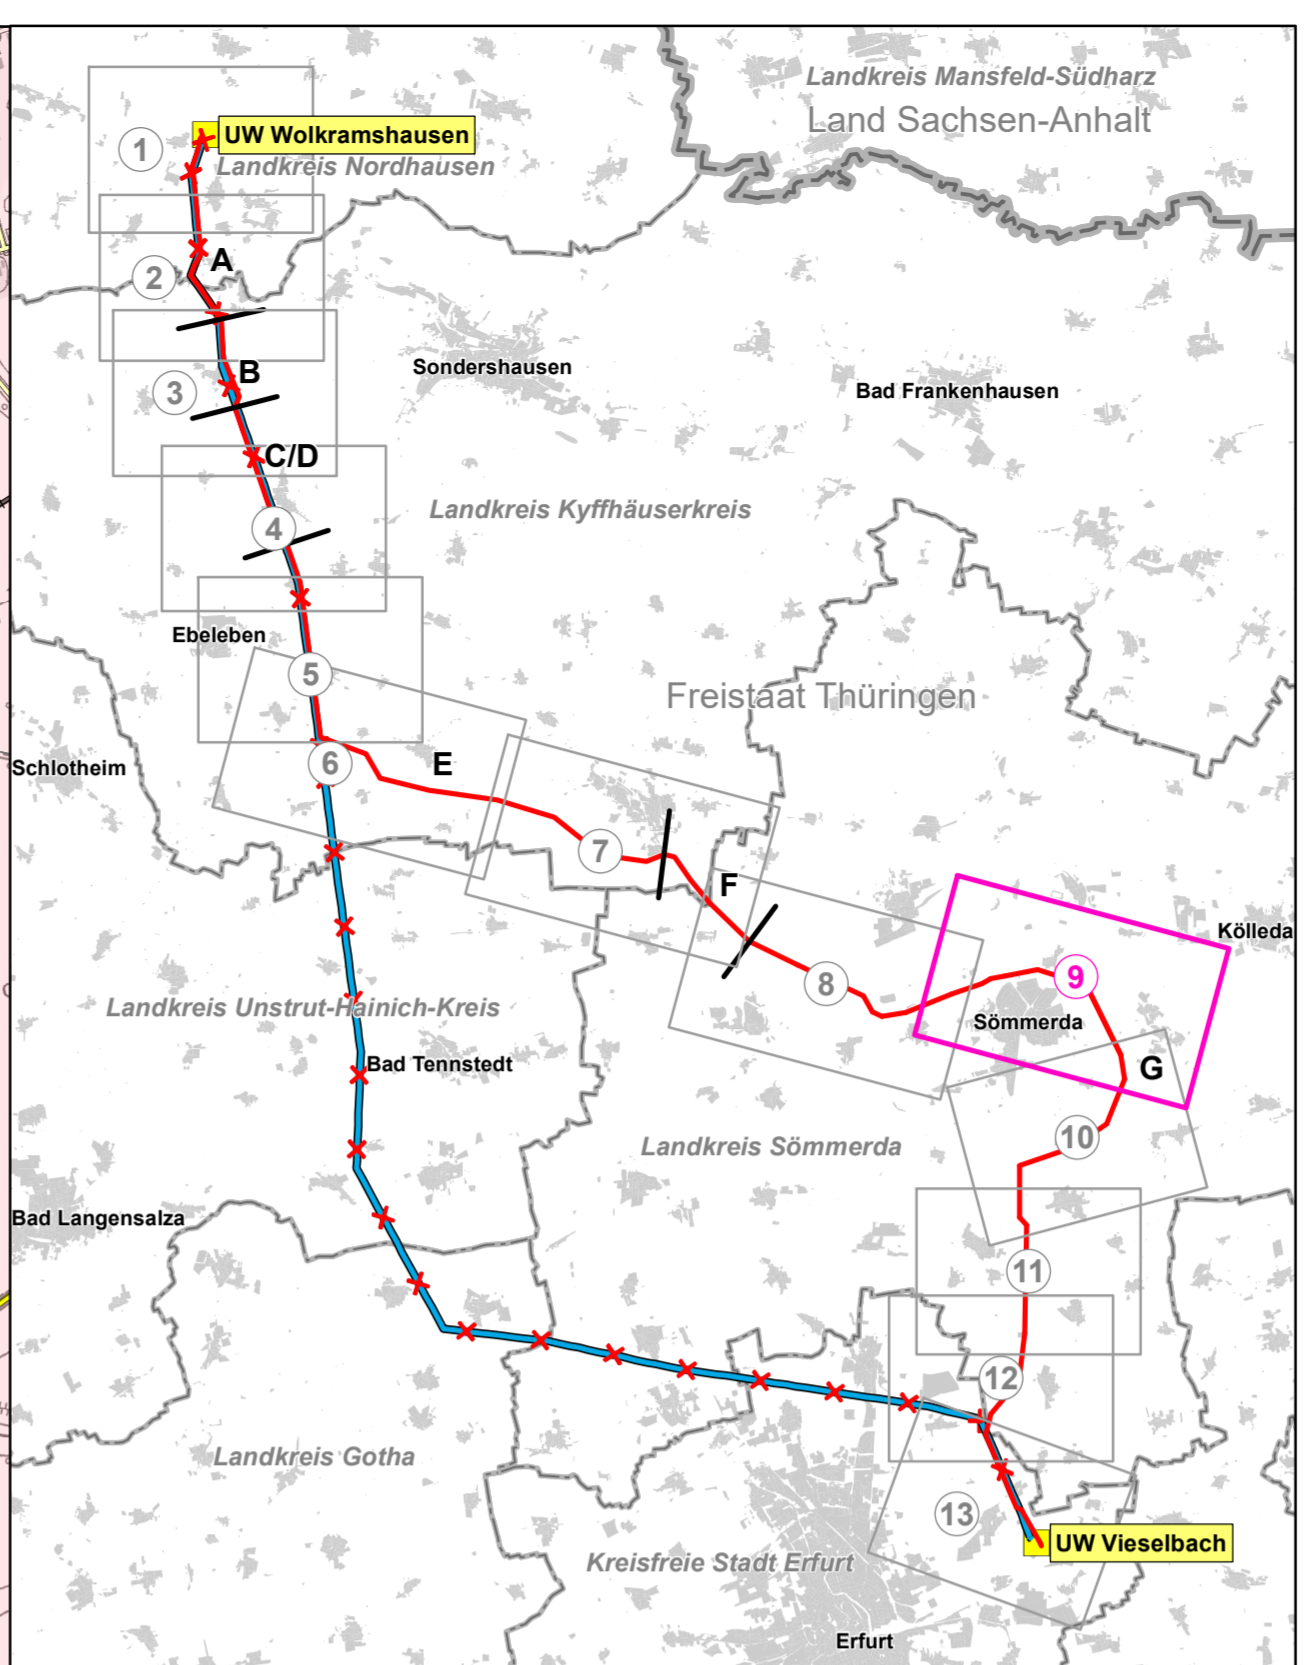 Landkreis Mansfeld-Südharz
Land Sachsen-Anhalt
UW Wolkramshausen
1
Landkreis Nordhausen
A
2
Sondershausen
B
3
Bad Frankenhausen
C/D
Landkreis Kyffhäuserkreis
4
Ebeleben
5
Freistaat Thüringen
Schlotheim
6
E
7
F
Kölleda
8
9
Sömmerda
Landkreis Unstrut-Hainich-Kreis
Bad Tennstedt
G
10
Landkreis Sömmerda
Bad Langensalza
11
12
Landkreis Gotha
13
UW Vieselbach
Kreisfreie Stadt Erfurt
Erfurt